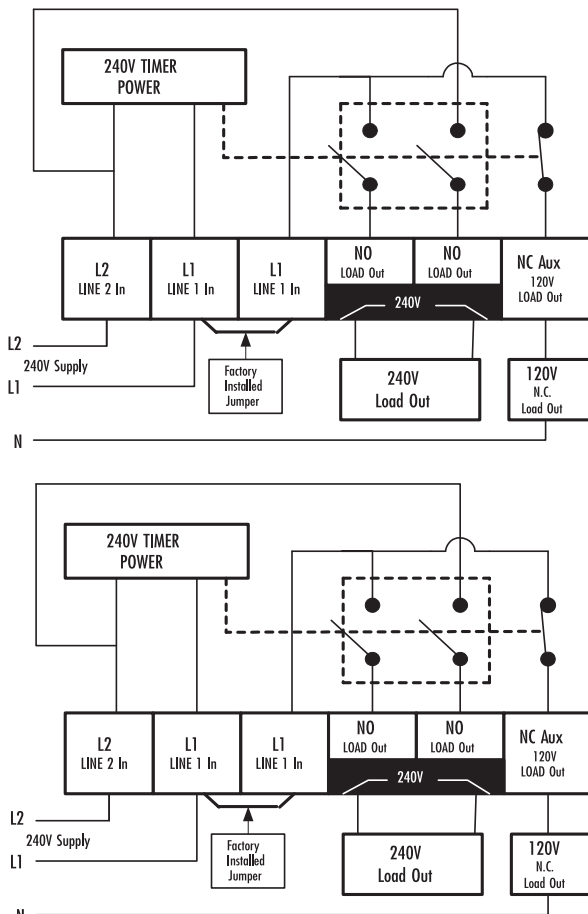 240V TIMER
POWER
L2
LINE 2 In
L1
LINE 1 In
L1
LINE 1 In
NO
LOAD Out
NO
LOAD Out
NC Aux
120V
LOAD Out
240V
L2
240V Supply
L1
N
Factory
Installed
Jumper
240V
Load Out
120V
N.C.
Load Out
240V TIMER
POWER
L2
LINE 2 In
L1
LINE 1 In
L1
LINE 1 In
NO
LOAD Out
NO
LOAD Out
NC Aux
120V
LOAD Out
240V
L2
240V Supply
L1
N
Factory
Installed
Jumper
240V
Load Out
120V
N.C.
Load Out